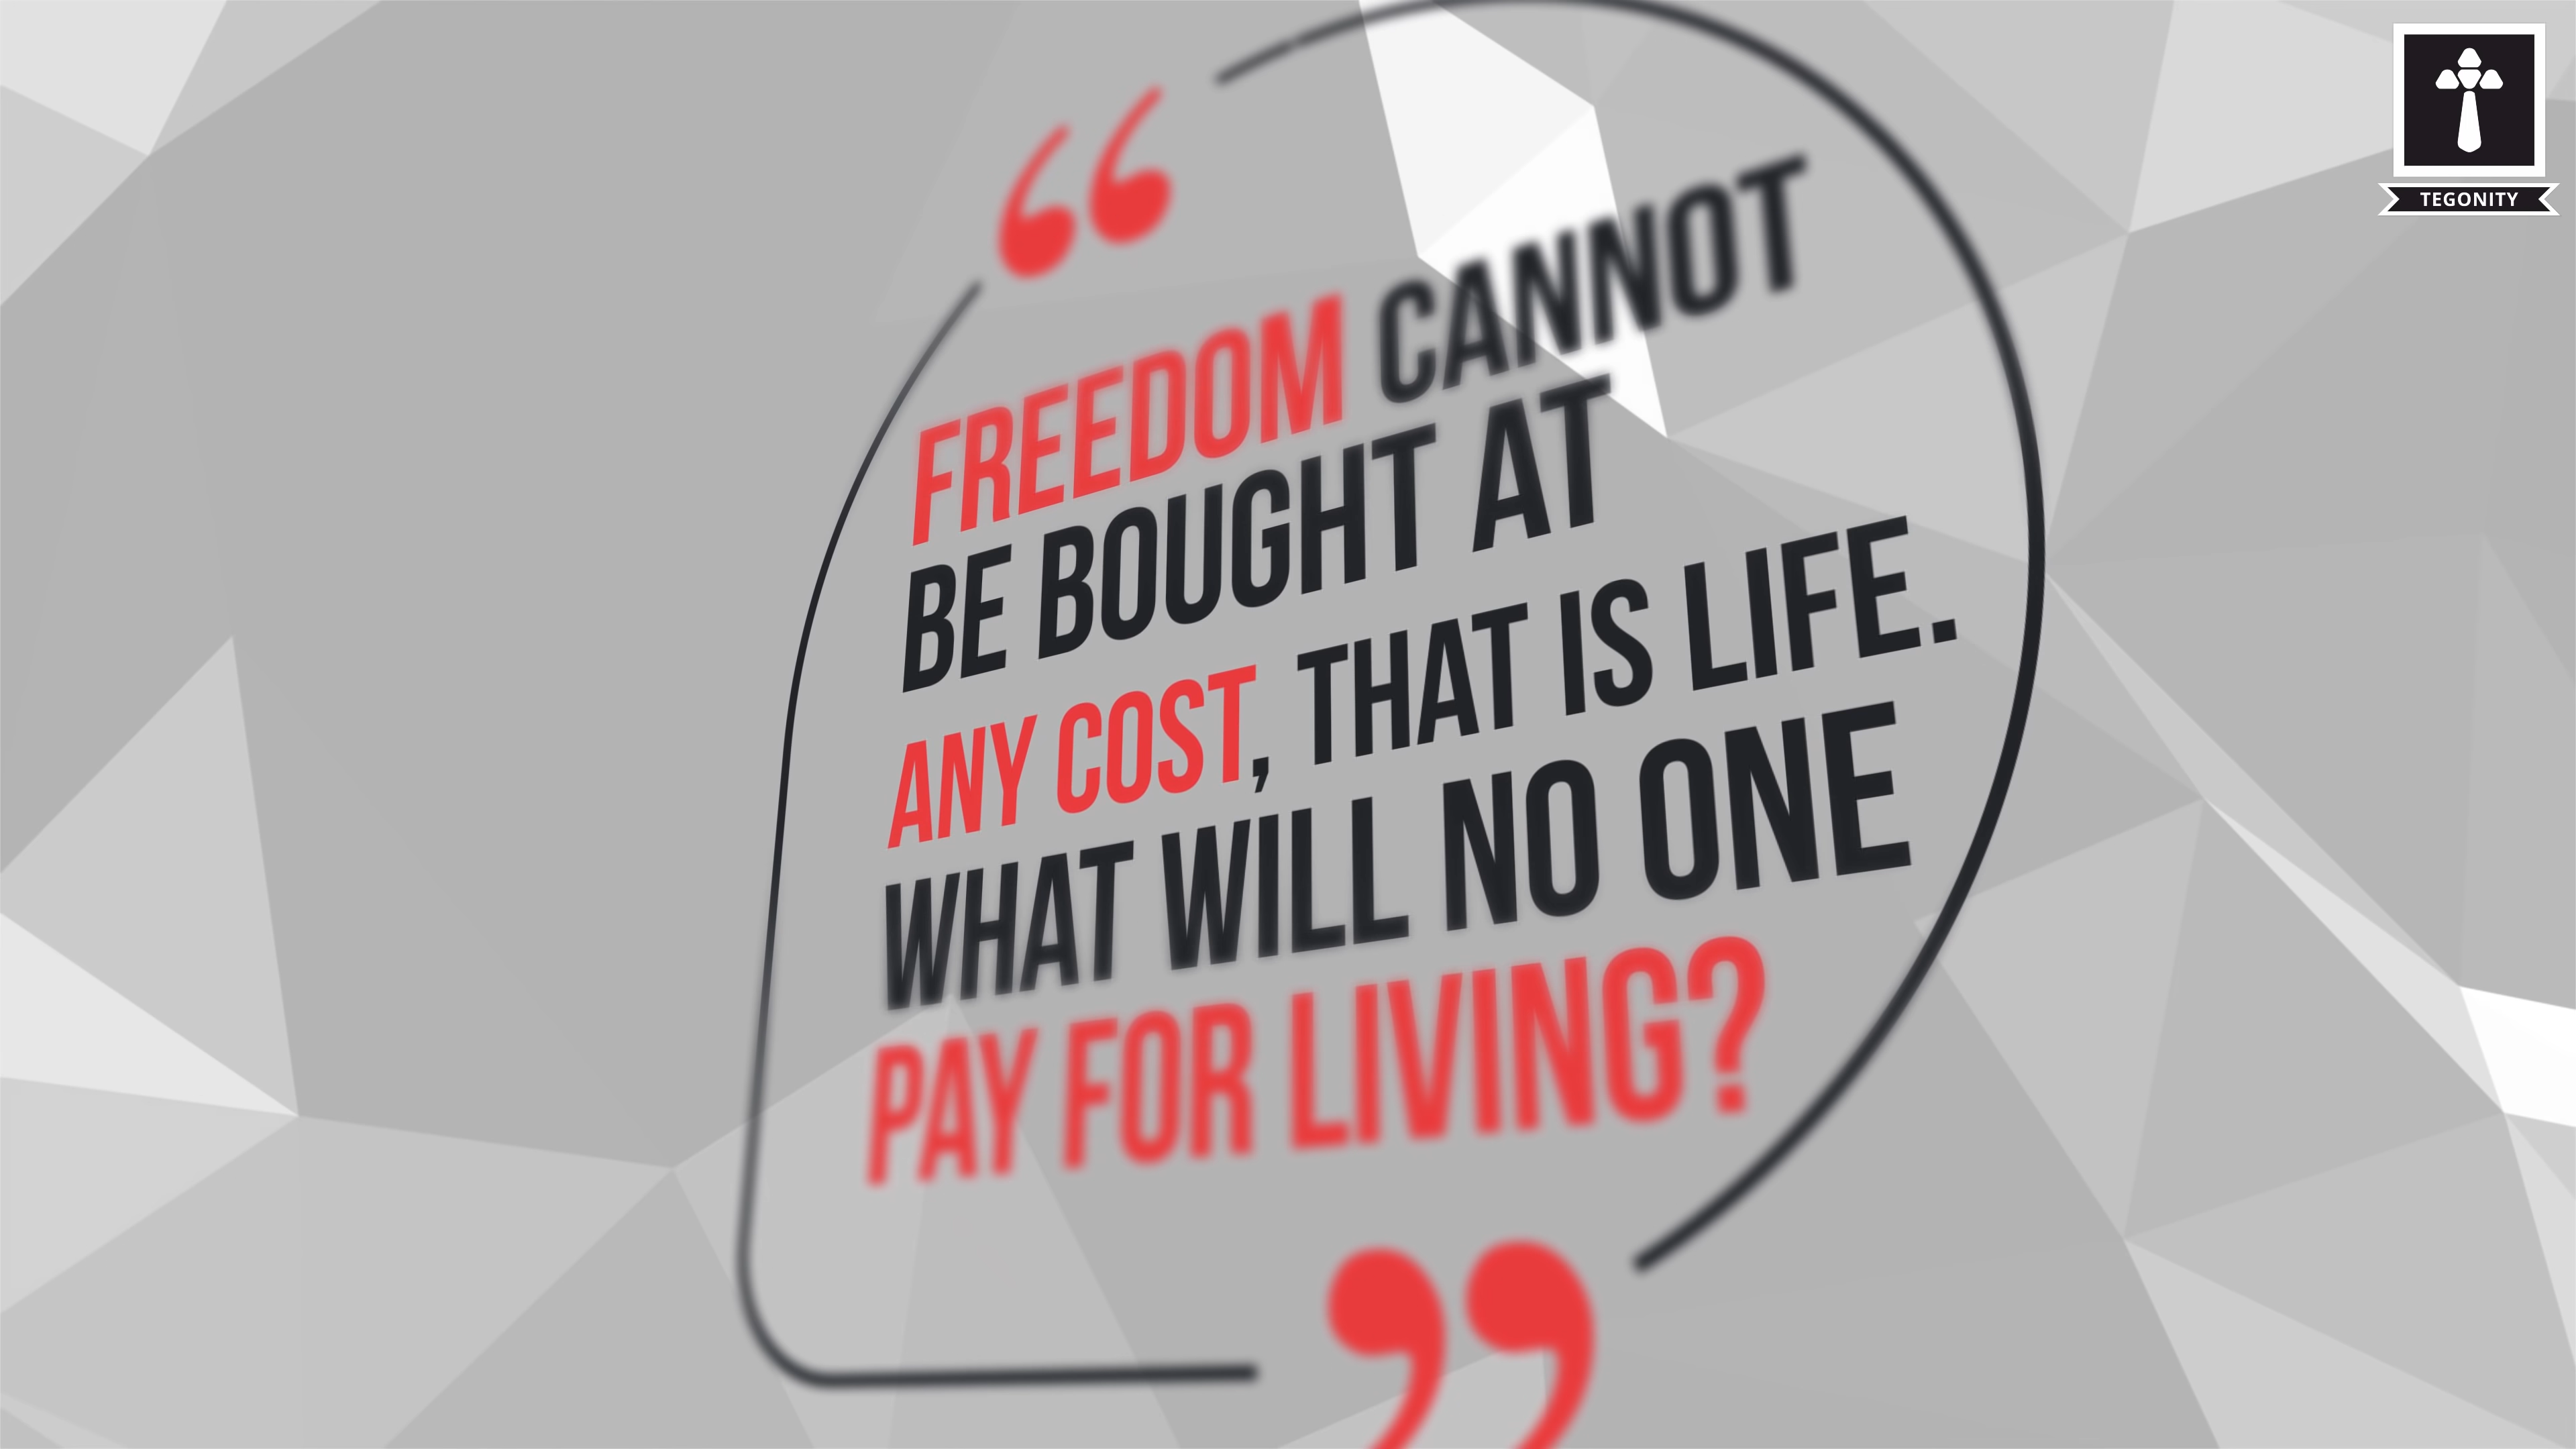 TEGONITY
“
FREEDOM CANNOT
BE BOUGHT AT
ANY COST, THAT IS LIFE.
WHAT WILL NO ONE
PAY FOR LIVING?
”